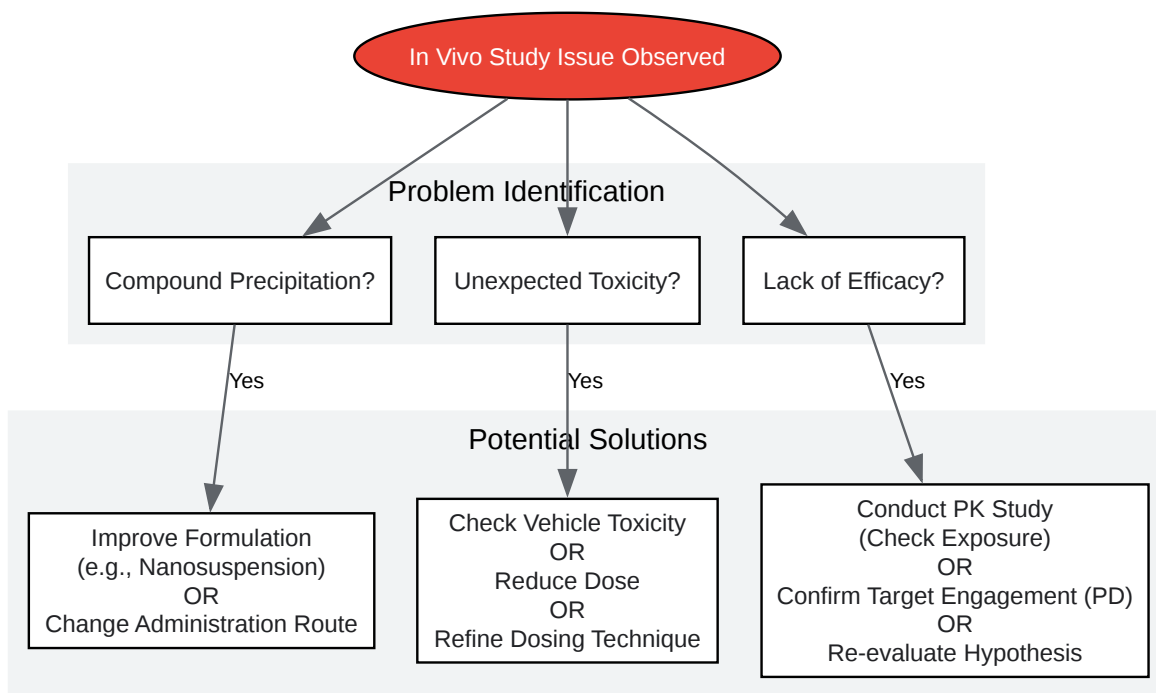 In Vivo Study Issue Observed
Problem Identification
Compound Precipitation?
Unexpected Toxicity?
Lack of Efficacy?
Yes
Yes
Yes
Potential Solutions
Improve Formulation
(e.g., Nanosuspension)
OR
Change Administration Route
Check Vehicle Toxicity
OR
Reduce Dose
OR
Refine Dosing Technique
Conduct PK Study
(Check Exposure)
OR
Confirm Target Engagement (PD)
OR
Re-evaluate Hypothesis